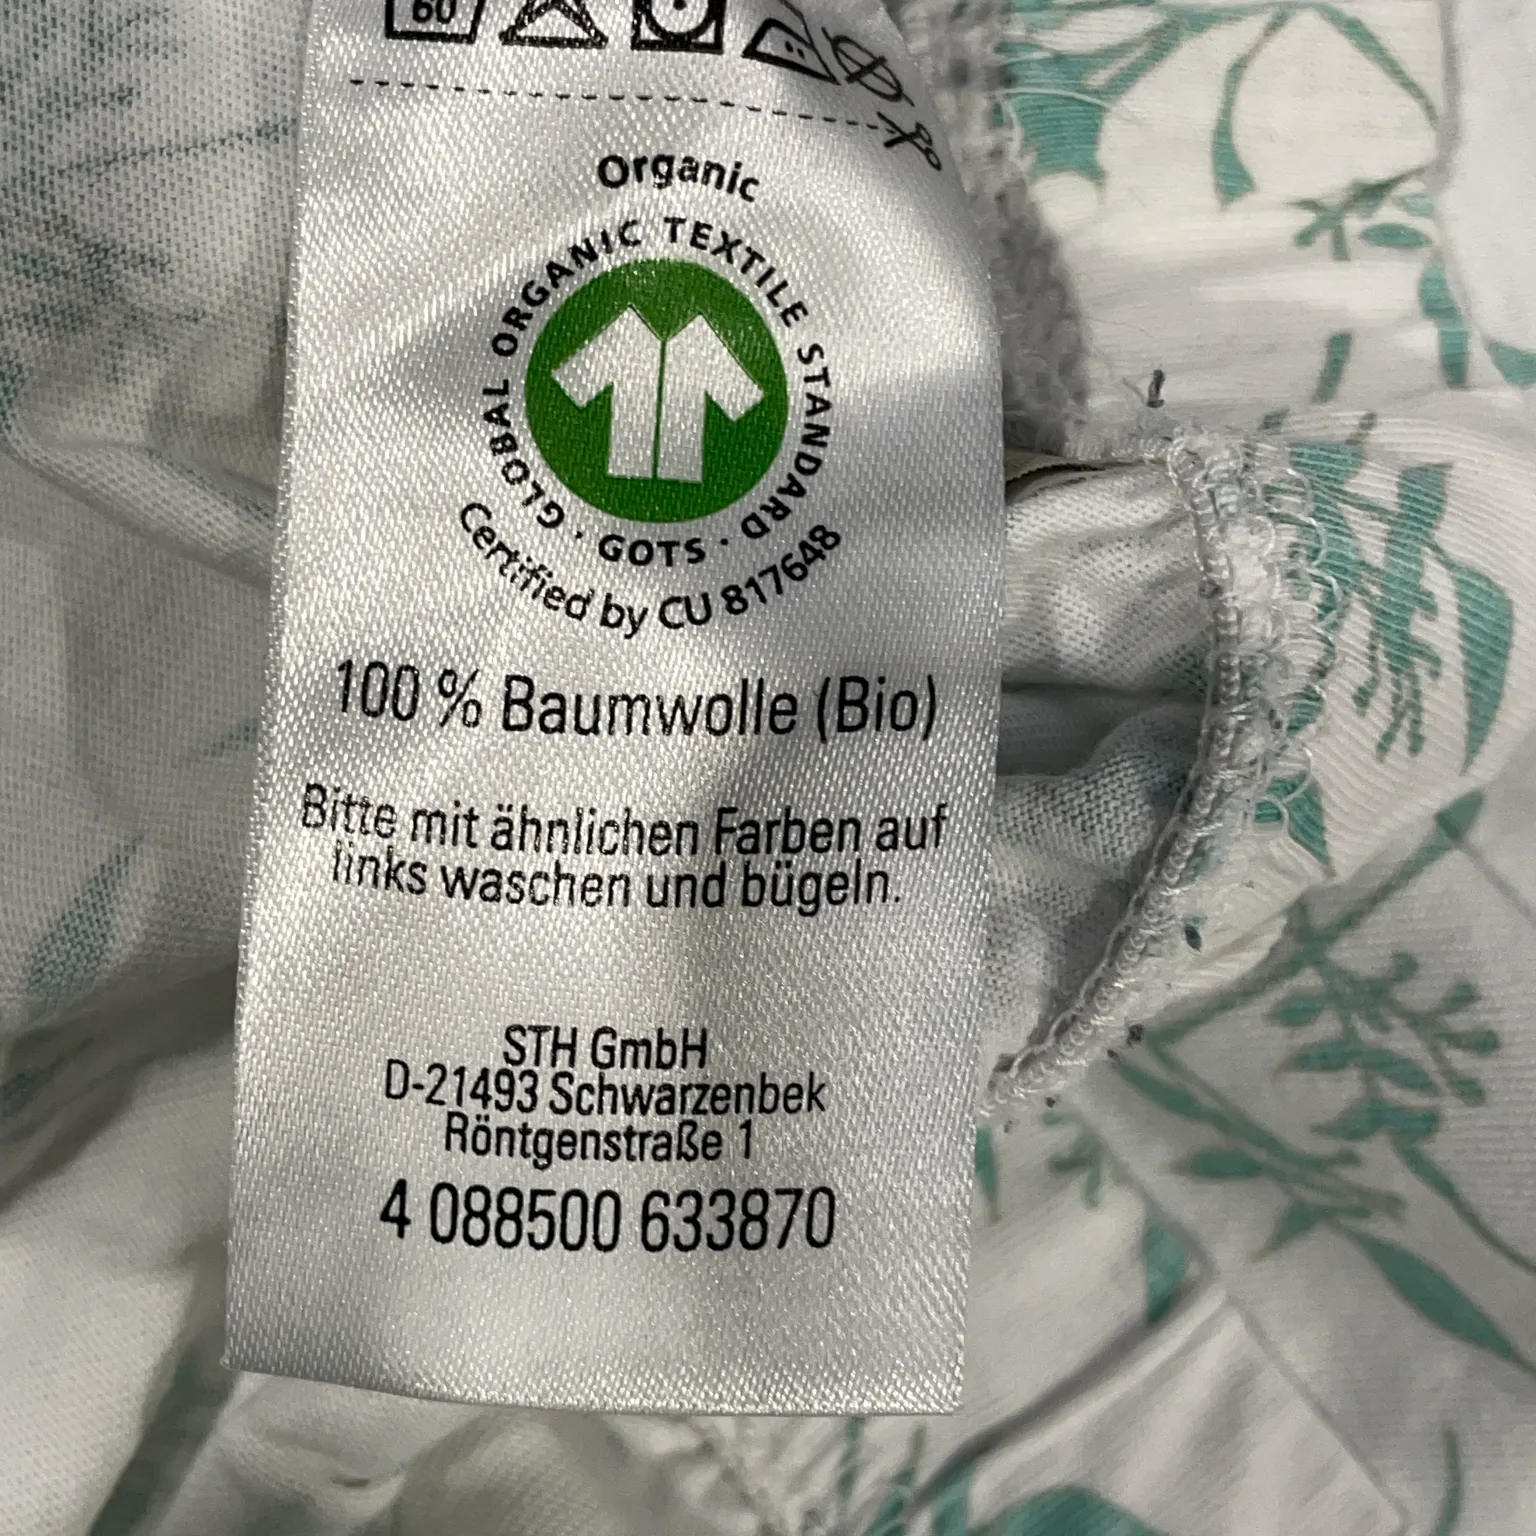 60
Organic
GLOBAL ORGANIC TEXTILE STANDARD · GOTS ·
Certified by CU 817648
100 % Baumwolle (Bio)
Bitte mit ähnlichen Farben auf
links waschen und bügeln.
STH GmbH
D-21493 Schwarzenbek
Röntgenstraße 1
4 088500 633870